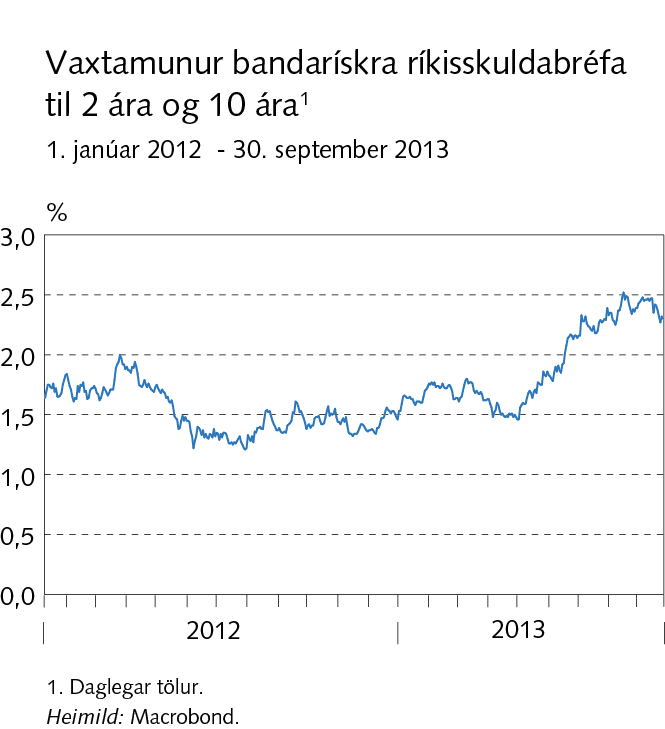 Vaxtamunur bandarískra ríkisskuldabréfa
til 2 ára og 10 ára¹
1. janúar 2012 - 30. september 2013
%
3,0
2,5
2,0
1,5
1,0
0,5
0,0
2012 2013
1. Daglegar tölur.
Heimild: Macrobond.